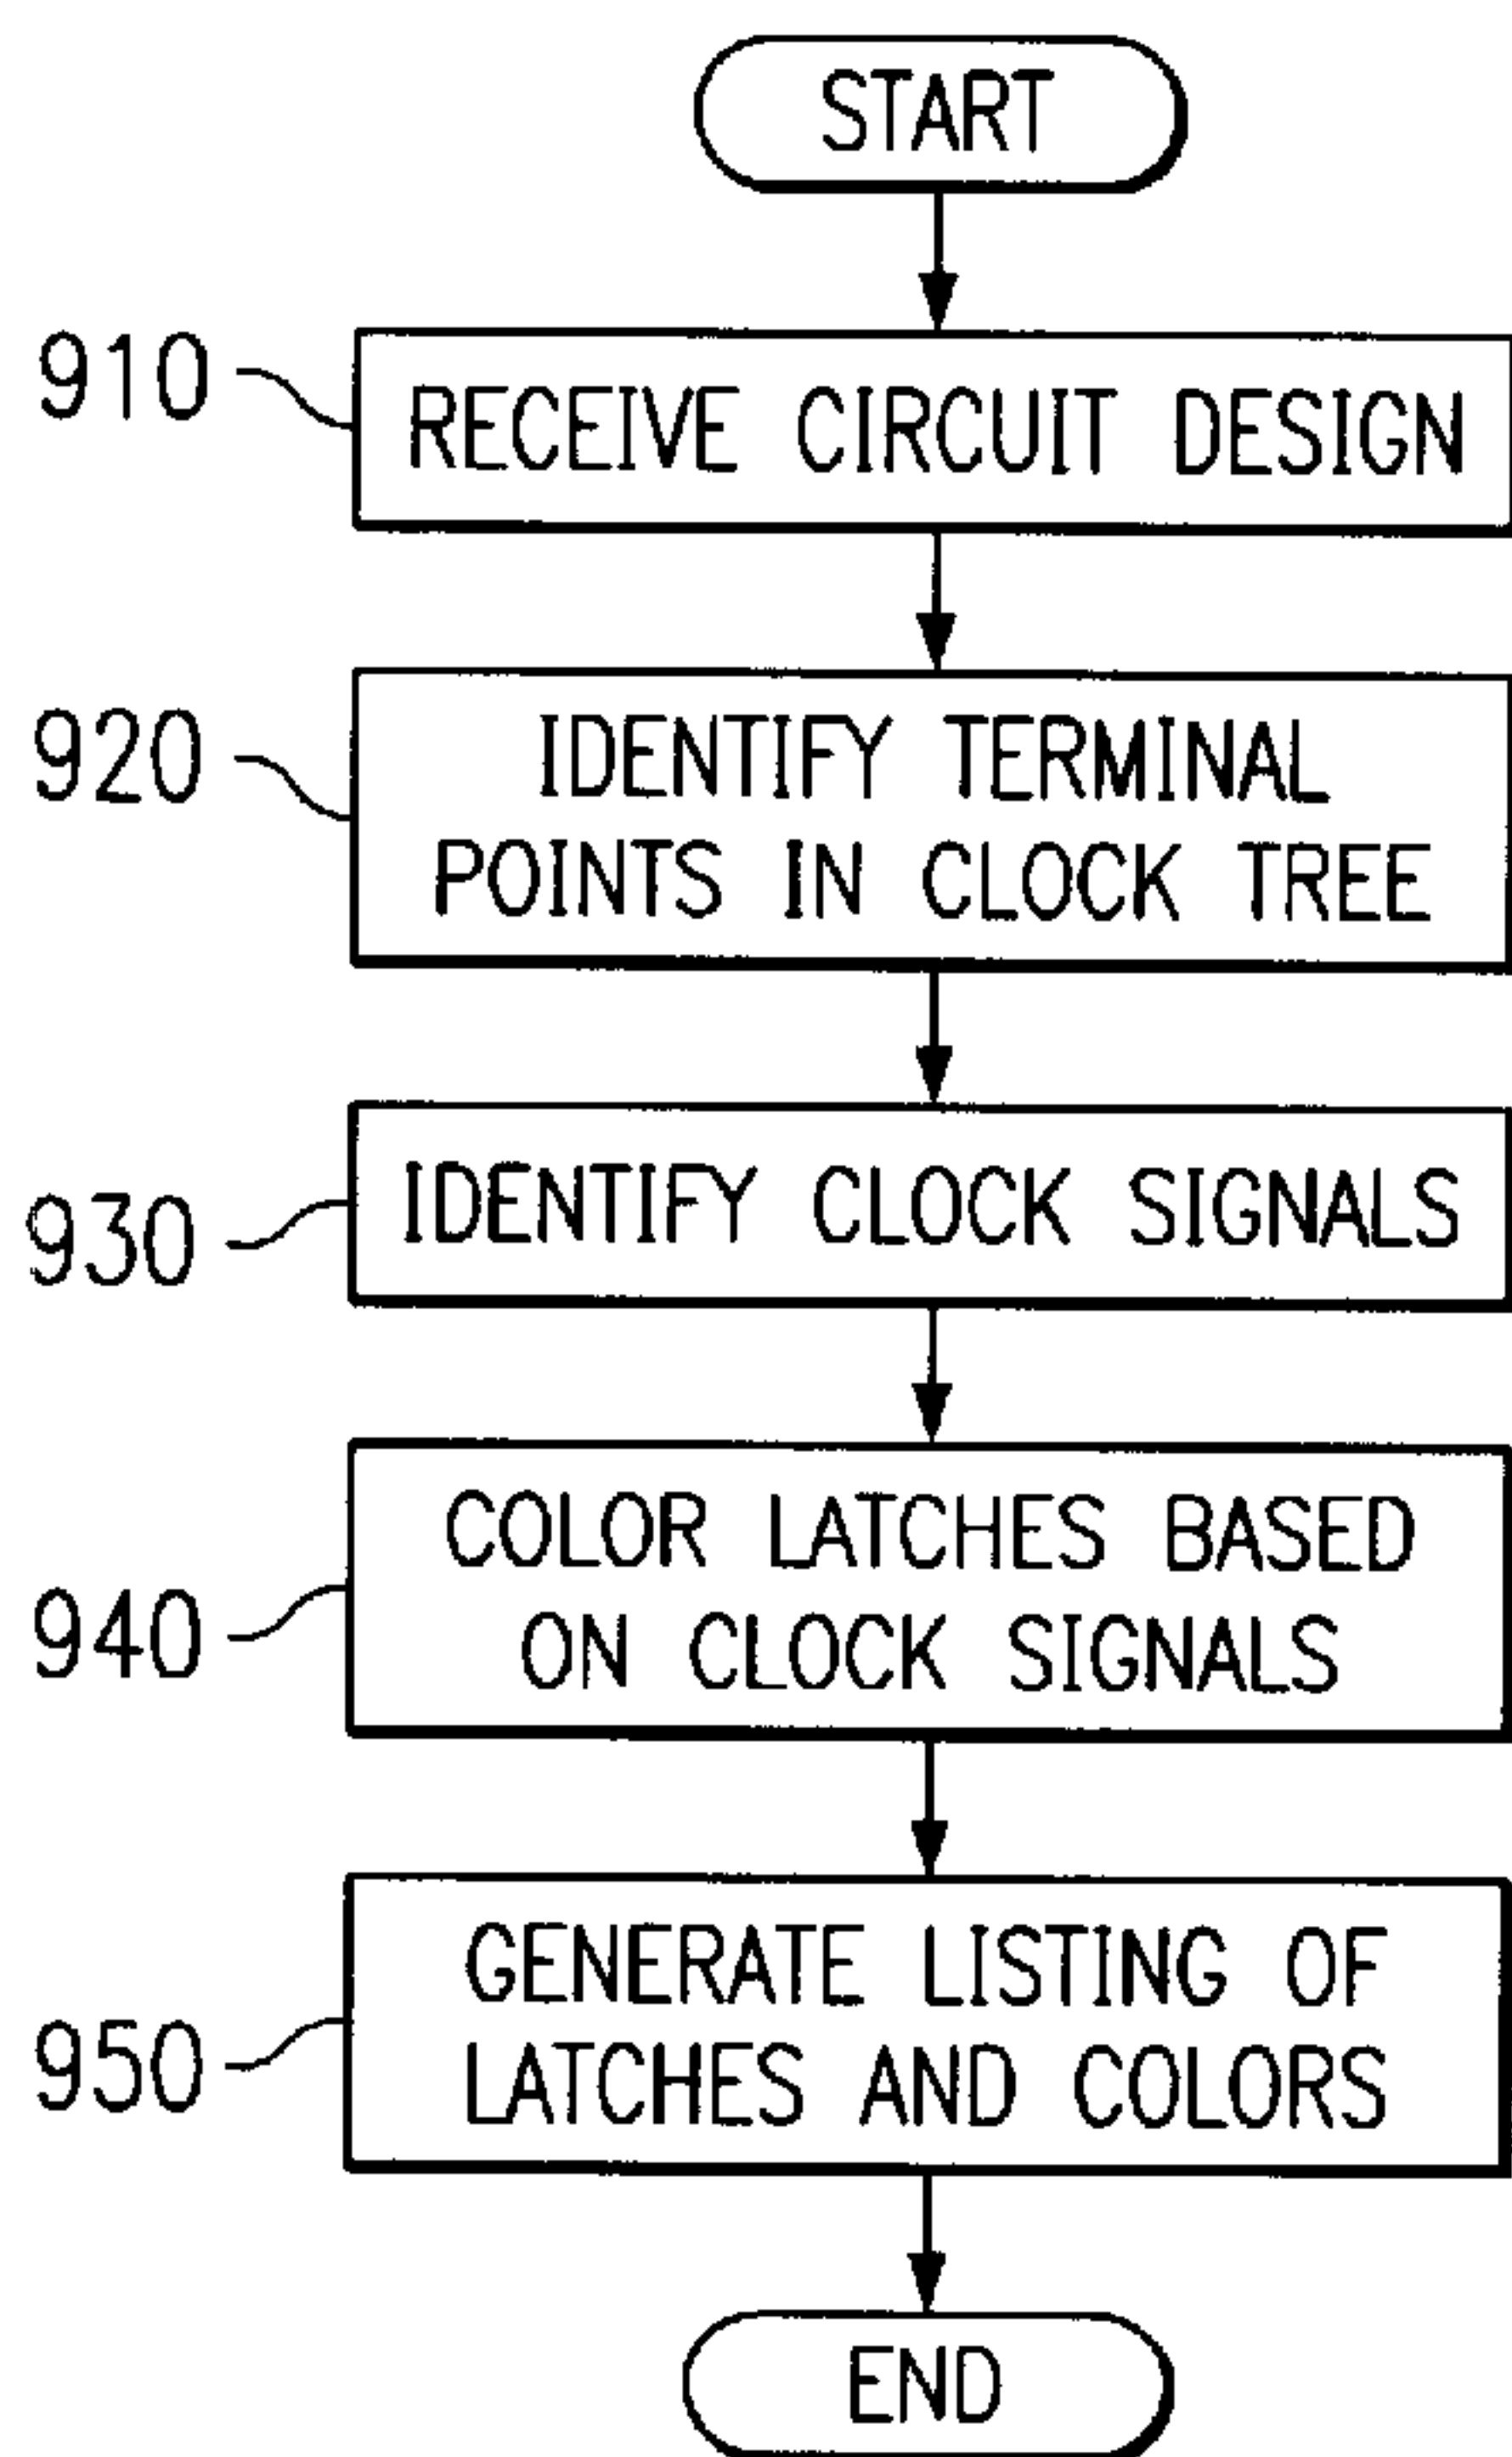 START
910
RECEIVE CIRCUIT DESIGN
920
IDENTIFY TERMINAL
POINTS IN CLOCK TREE
930
IDENTIFY CLOCK SIGNALS
940
COLOR LATCHES BASED
ON CLOCK SIGNALS
950
GENERATE LISTING OF
LATCHES AND COLORS
END